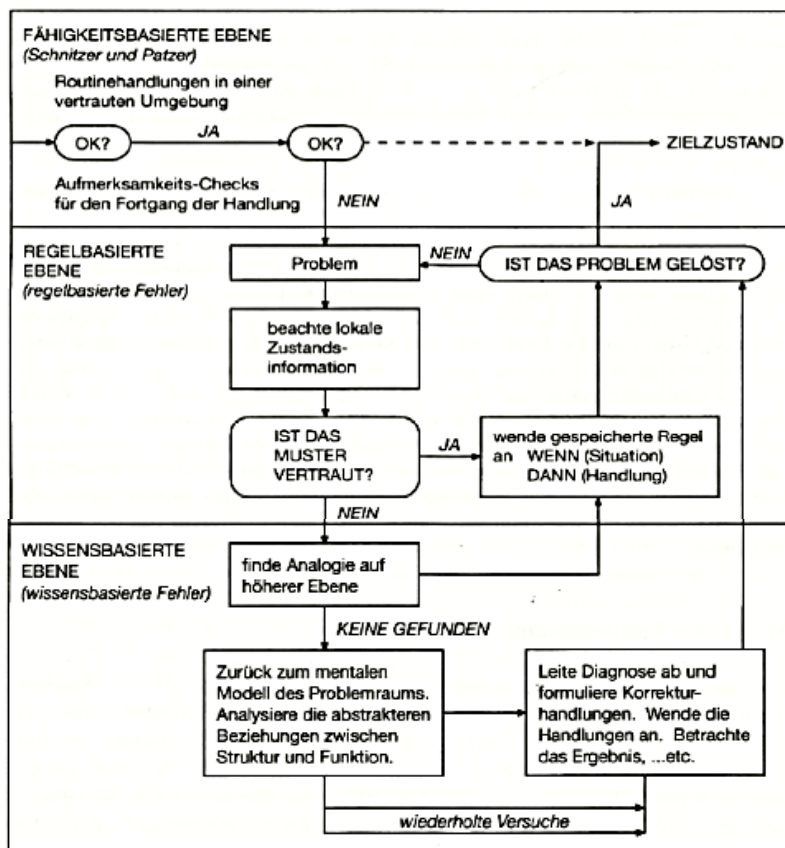 FÄHIGKEITSBASIERTE EBENE
(Schnitzer und Patzer)
Routinehandlungen in einer
vertrauten Umgebung
OK?
JA
OK?
ZIELZUSTAND
Aufmerksamkeits-Checks
für den Fortgang der Handlung
NEIN
JA
REGELBASIERTE
EBENE
(regelbasierte Fehler)
Problem
NEIN
IST DAS PROBLEM GELÖST?
beachte lokale
Zustands-
information
IST DAS
MUSTER
VERTRAUT?
JA
wende gespeicherte Regel
an WENN (Situation)
DANN (Handlung)
NEIN
WISSENSBASIERTE
EBENE
(wissensbasierte Fehler)
finde Analogie auf
höherer Ebene
KEINE GEFUNDEN
Zurück zum mentalen
Modell des Problemraums.
Analysiere die abstrakteren
Beziehungen zwischen
Struktur und Funktion.
Leite Diagnose ab und
formuliere Korrektur-
handlungen. Wende die
Handlungen an. Betrachte
das Ergebnis, ...etc.
wiederholte Versuche